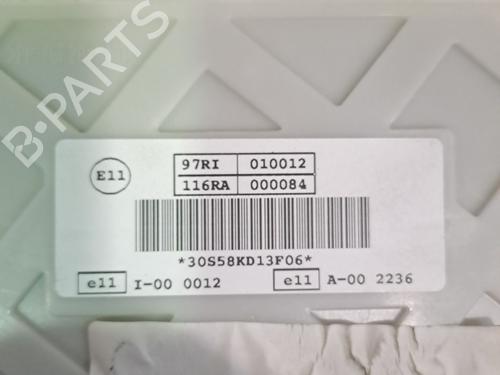 B-PARTS
E11
97RI 010012
116RA 000084
*30S58KD13F06*
e11 I-00 0012 e11 A-00 2236